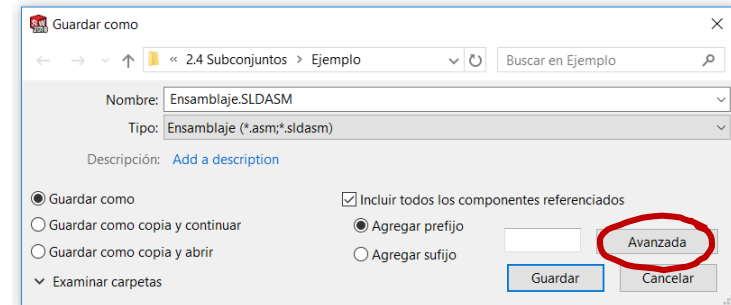 Guardar como
« 2.4 Subconjuntos > Ejemplo
Buscar en Ejemplo
Nombre: Ensamblaje.SLDASM
Tipo: Ensamblaje (*.asm;*.sldasm)
Descripción: Add a description
Guardar como
Incluir todos los componentes referenciados
Guardar como copia y continuar
Agregar prefijo
Avanzada
Guardar como copia y abrir
Agregar sufijo
Examinar carpetas
Guardar
Cancelar